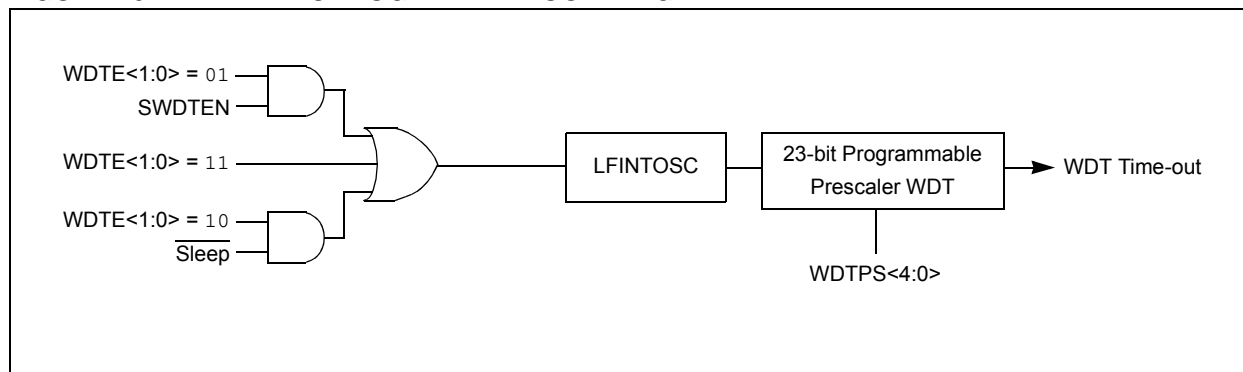 WDTE<1:0> = 01
SWDTEN
WDTE<1:0> = 11
WDTE<1:0> = 10
Sleep
LFINTOSC
23-bit Programmable
Prescaler WDT
WDT Time-out
WDTPS<4:0>